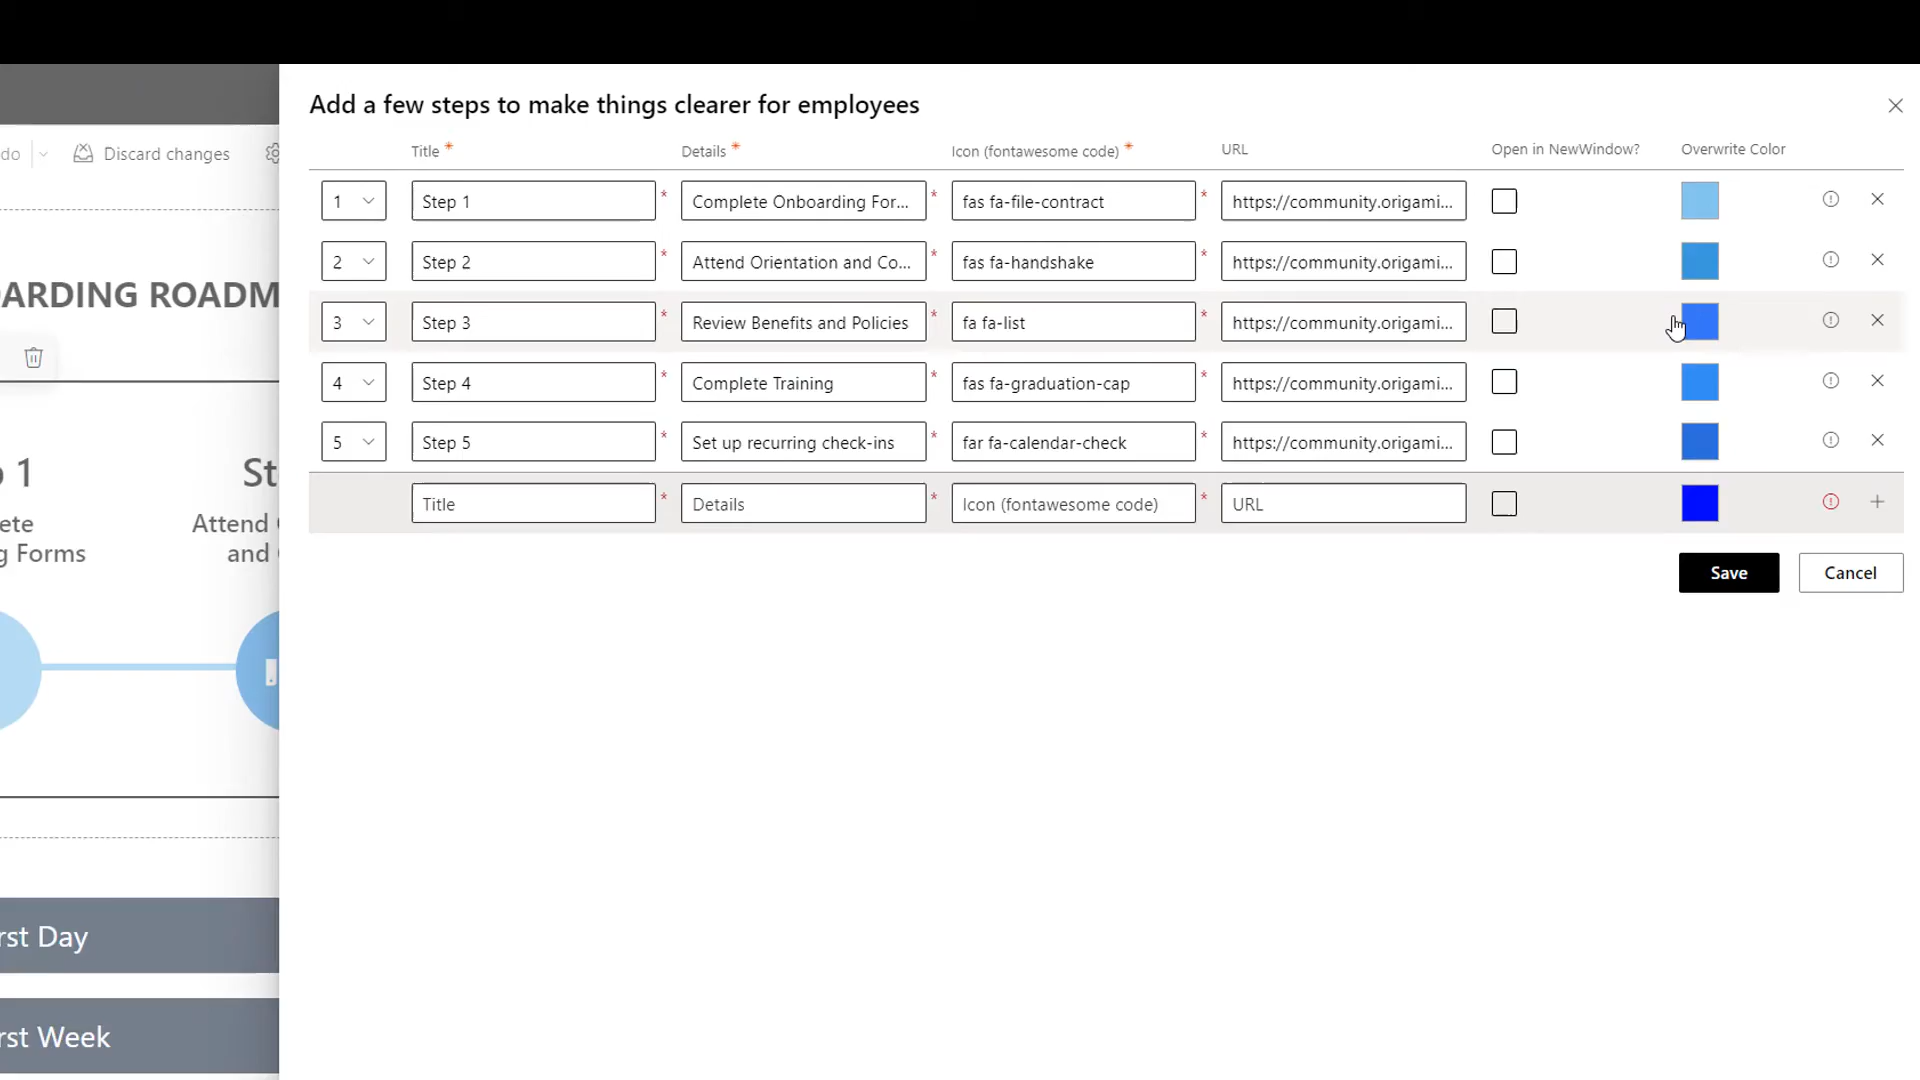 Add a few steps to make things clearer for employees
do
Discard changes
Title *
Details *
Icon (fontawesome code) *
URL
Open in NewWindow?
Overwrite Color
1 Step 1 * Complete Onboarding For... * fas fa-file-contract * https://community.origami...
2 Step 2 * Attend Orientation and Co... * fas fa-handshake * https://community.origami...
3 Step 3 * Review Benefits and Policies * fa fa-list * https://community.origami...
4 Step 4 * Complete Training * fas fa-graduation-cap * https://community.origami...
5 Step 5 * Set up recurring check-ins * far fa-calendar-check * https://community.origami...
Title * Details * Icon (fontawesome code) * URL
Save
Cancel
ARDING ROADM
1
St
ete
g Forms
Attend
and
rst Day
rst Week